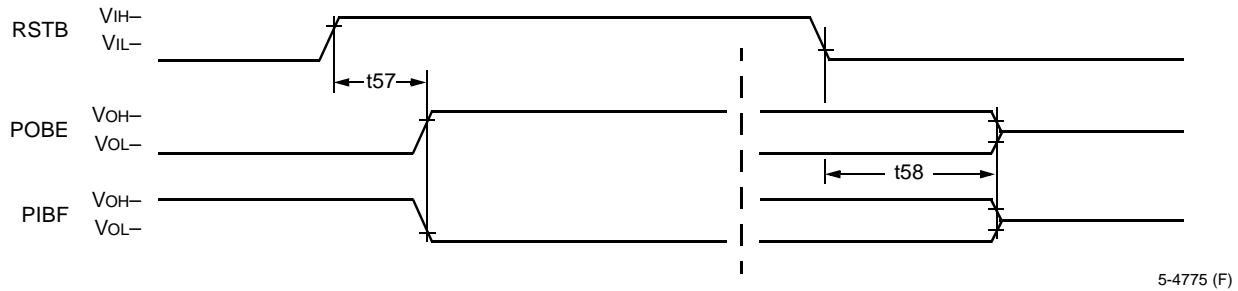 RSTB
VIH–
VIL–
t57
POBE
VOH–
VOL–
t58
PIBF
VOH–
VOL–
5-4775 (F)